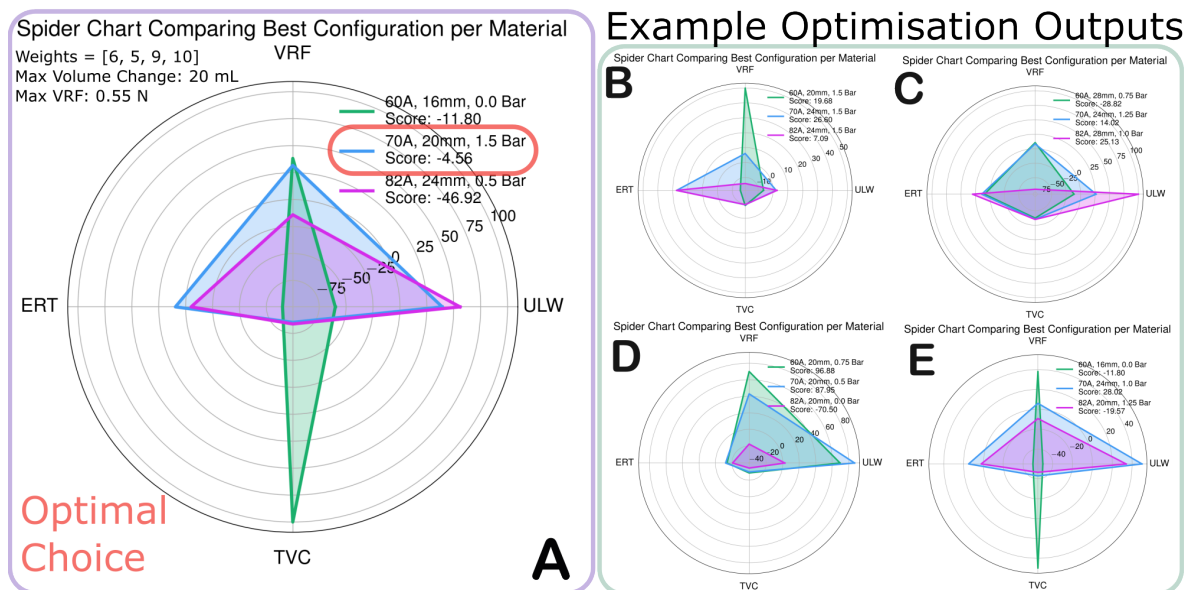 Spider Chart Comparing Best Configuration per Material
Weights = [6, 5, 9, 10]
Max Volume Change: 20 mL
Max VRF: 0.55 N
VRF
60A, 16mm, 0.0 Bar
Score: -11.80
70A, 20mm, 1.5 Bar
Score: -4.56
82A, 24mm, 0.5 Bar
Score: -46.92
100
75
50
25
0
−25
−50
−75
ERT
ULW
TVC
Optimal
Choice
A
Example Optimisation Outputs
B
Spider Chart Comparing Best Configuration per Material
VRF
60A, 20mm, 1.5 Bar
Score: 19.68
70A, 24mm, 1.5 Bar
Score: 26.60
82A, 24mm, 1.5 Bar
Score: 7.09
50
40
30
20
10
0
−10
ERT
ULW
TVC
C
Spider Chart Comparing Best Configuration per Material
VRF
60A, 28mm, 0.75 Bar
Score: -28.82
70A, 24mm, 1.25 Bar
Score: 14.02
82A, 28mm, 1.0 Bar
Score: 25.13
100
75
50
25
0
−25
−50
−75
ERT
ULW
TVC
D
Spider Chart Comparing Best Configuration per Material
VRF
60A, 20mm, 0.75 Bar
Score: 96.88
70A, 20mm, 0.5 Bar
Score: 87.95
82A, 20mm, 0.0 Bar
Score: -70.50
80
60
40
20
0
−20
−40
ERT
ULW
TVC
E
Spider Chart Comparing Best Configuration per Material
VRF
60A, 16mm, 0.0 Bar
Score: -11.80
70A, 24mm, 1.0 Bar
Score: 28.02
82A, 20mm, 1.25 Bar
Score: -19.57
40
20
0
−20
−40
ERT
ULW
TVC